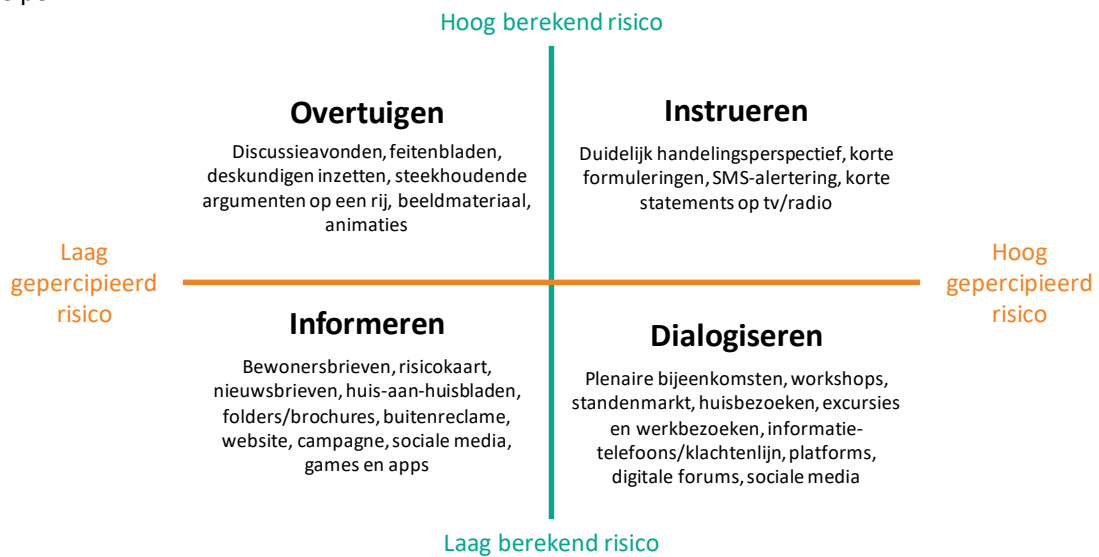 Hoog berekend risico
Overtuigen
Discussieavonden, feitenbladen,
deskundigen inzetten, steekhoudende
argumenten op een rij, beeldmateriaal,
animaties
Instrueren
Duidelijk handelingsperspectief, korte
formuleringen, SMS-alertering, korte
statements op tv/radio
Laag
gepercipieerd
risico
Hoog
gepercipieerd
risico
Informeren
Bewonersbrieven, risicokaart,
nieuwsbrieven, huis-aan-huisbladen,
folders/brochures, buitenreclame,
website, campagne, sociale media,
games en apps
Dialogiseren
Plenaire bijeenkomsten, workshops,
standenmarkt, huisbezoeken, excursies
en werkbezoeken, informatie-
telefoons/klachtenlijn, platforms,
digitale forums, sociale media
Laag berekend risico